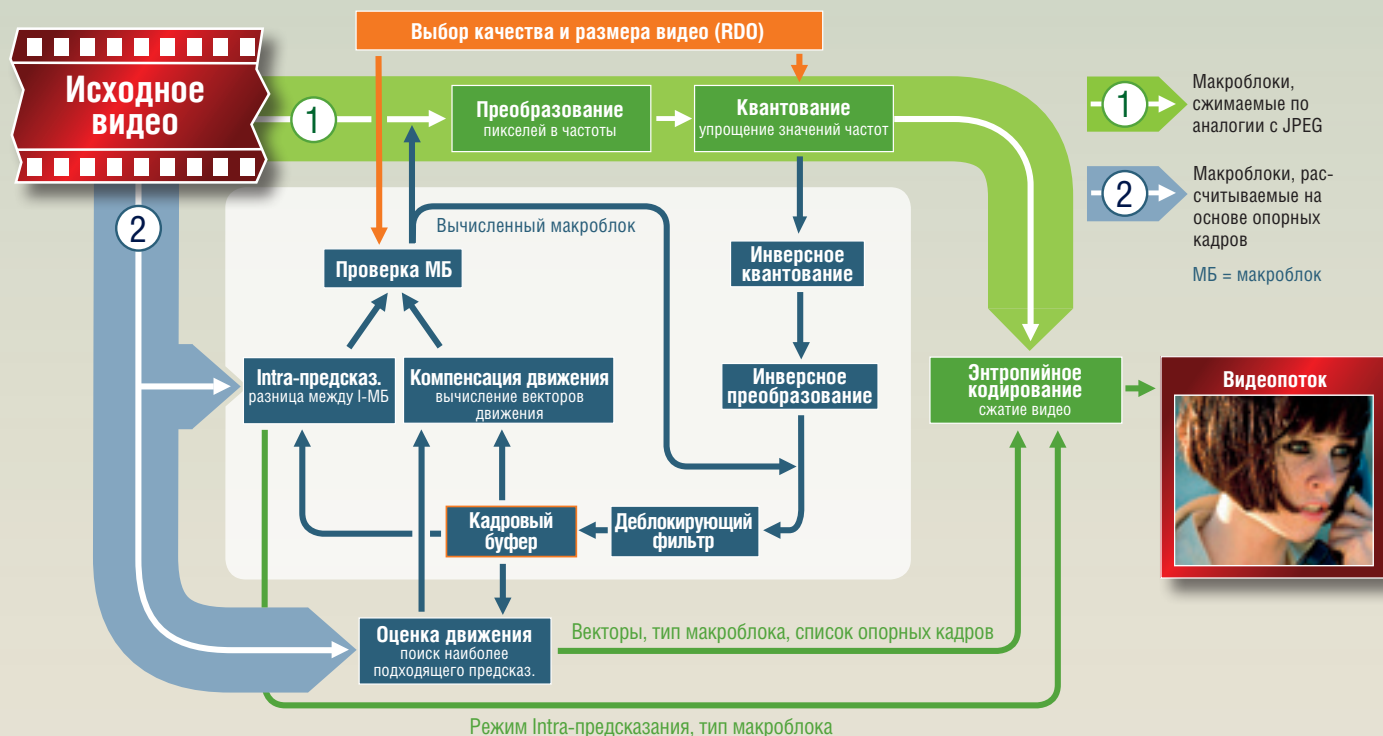 Выбор качества и размера видео (RDO)
Исходное
видео
1
Преобразование
пикселей в частоты
Квантование
упрощение значений частот
1
Макроблоки,
сжимаемые по
аналогии с JPEG
2
Макроблоки, рас-
считываемые на
основе опорных
кадров
МБ = макроблок
2
Вычисленный макроблок
Проверка МБ
Инверсное
квантование
Intra-предсказ.
разница между I-МБ
Компенсация движения
вычисление векторов
движения
Инверсное
преобразование
Энтропийное
кодирование
сжатие видео
Видеопоток
Кадровый
буфер
Деблокирующий
фильтр
Оценка движения
поиск наиболее
подходящего предсказ.
Векторы, тип макроблока, список опорных кадров
Режим Intra-предсказания, тип макроблока